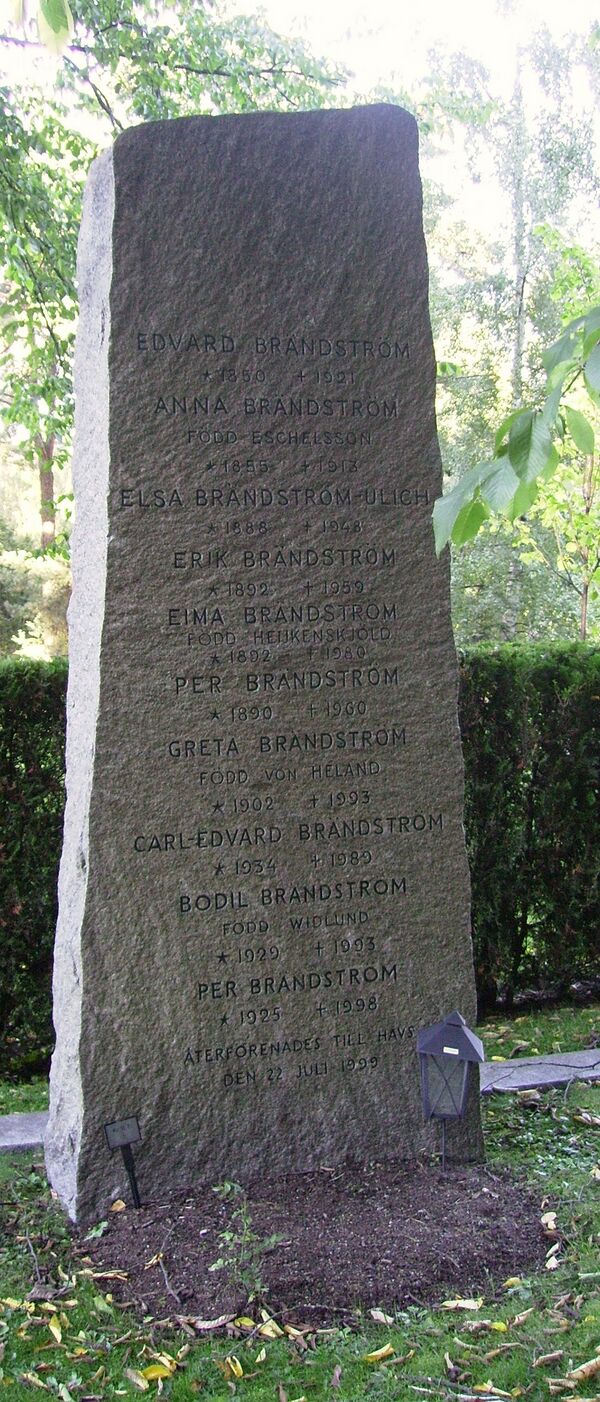 EDVARD BRÄNDSTRÖM
* 1850 + 1921
ANNA BRÄNDSTRÖM
FÖDD ESCHELSSON
* 1855 + 1913
ELSA BRÄNDSTRÖM-ULICH
* 1888 + 1948
ERIK BRÄNDSTRÖM
* 1892 + 1959
EIMA BRÄNDSTRÖM
FÖDD HEIJKENSKJÖLD
* 1892 + 1980
PER BRÄNDSTRÖM
* 1890 + 1960
GRETA BRÄNDSTRÖM
FÖDD VON HELAND
* 1902 + 1993
CARL-EDVARD BRÄNDSTRÖM
* 1934 + 1989
BODIL BRÄNDSTRÖM
FÖDD WIDLUND
* 1929 + 1993
PER BRÄNDSTRÖM
* 1925 + 1998
ÅTERFÖRENADES TILL HAVS
DEN 22 JULI 1999